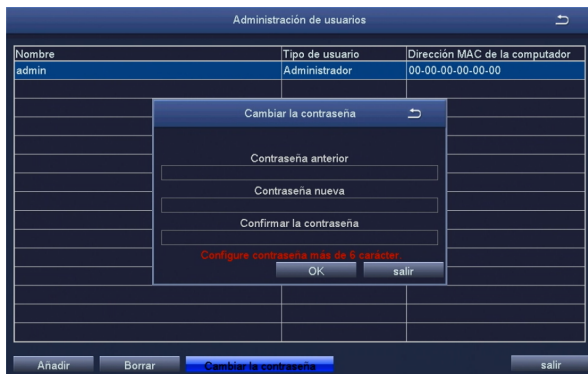 Administración de usuarios
Nombre Tipo de usuario Dirección MAC de la computador
admin Administrador 00-00-00-00-00-00
Cambiar la contraseña
Contraseña anterior
Contraseña nueva
Confirmar la contraseña
Configure contraseña más de 6 carácter.
OK salir
Añadir Borrar Cambiar la contraseña salir